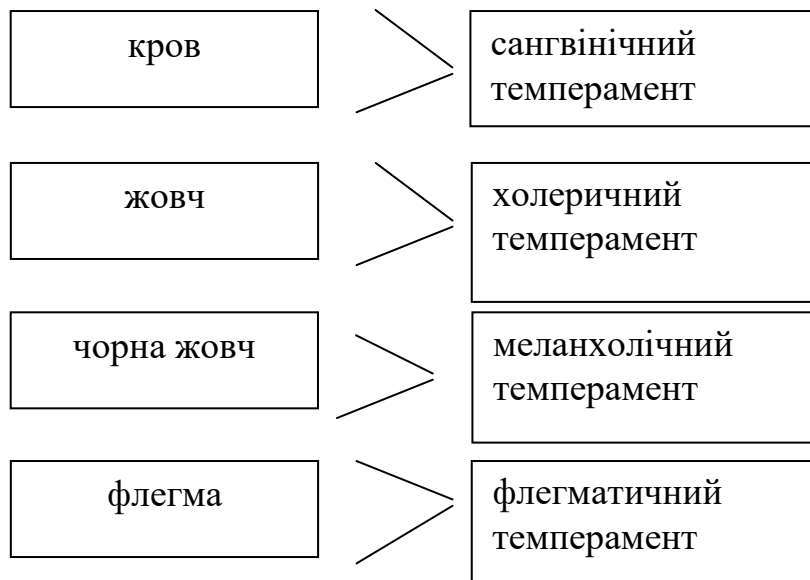 кров
сангвінічний
темперамент
жовч
холеричний
темперамент
чорна жовч
меланхолічний
темперамент
флегма
флегматичний
темперамент